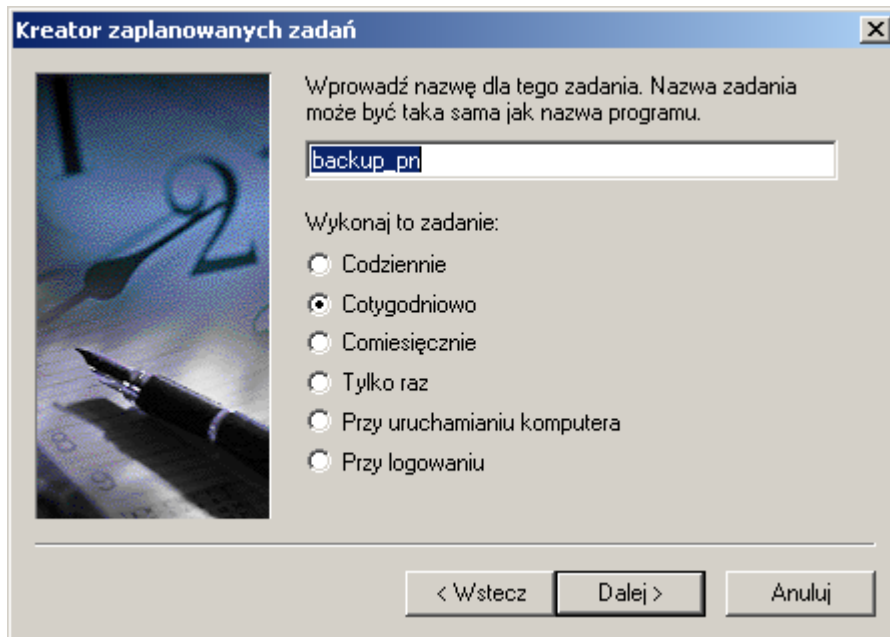 Kreator zaplanowanych zadań
Wprowadź nazwę dla tego zadania. Nazwa zadania
może być taka sama jak nazwa programu.
backup_pn
Wykonaj to zadanie:
Codziennie
Cotygodniowo
Comiesięcznie
Tylko raz
Przy uruchamianiu komputera
Przy logowaniu
< Wstecz
Dalej >
Anuluj